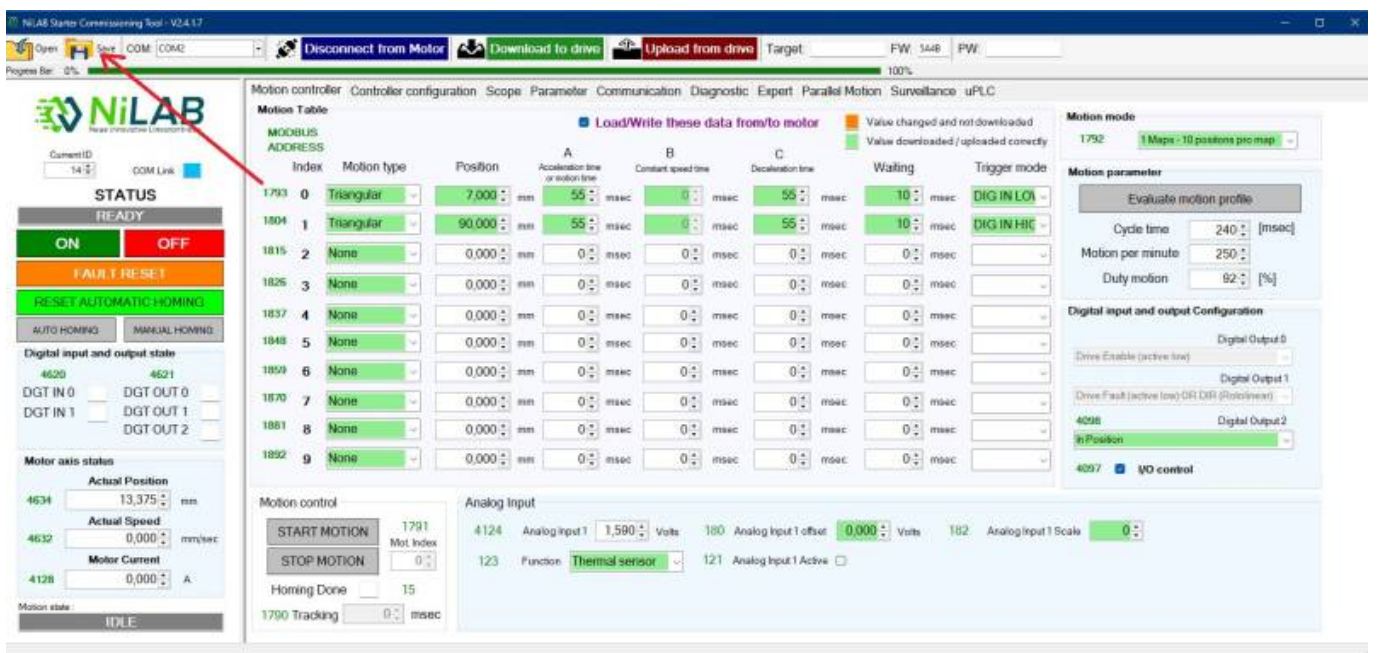 NiLAB Starter Commissioning Tool - V2.4.1.7
Open Save COM: COM2 Disconnect from Motor Download to drive Upload from drive Target: FW: 144B PW:
Progress Bar: 0% 100%
NiLAB
Current ID
14 COM Link
STATUS
READY
ON OFF
FAULT RESET
RESET AUTOMATIC HOMING
AUTO HOMING MANUAL HOMING
Digital input and output state
4620 4621
DGT IN 0 DGT OUT 0
DGT IN 1 DGT OUT 1
DGT OUT 2
Motor axis status
Actual Position
4634 13,375 mm
Actual Speed
4632 0,000 mm/sec
Motor Current
4128 0,000 A
Motion state:
IDLE
Motion controller Controller configuration Scope Parameter Communication Diagnostic Expert Parallel Motion Surveillance uPLC
Motion Table
Load/Write these data from/to motor
Value changed and not downloaded
Value downloaded / uploaded correctly
MODBUS
ADDRESS
A B C
Index Motion type Position Acceleration time or motion time Constant speed time Deceleration time Waiting Trigger mode
1793 0 Triangular 7,000 mm 55 msec 0 msec 55 msec 10 msec DIG IN LOV
1804 1 Triangular 90,000 mm 55 msec 0 msec 55 msec 10 msec DIG IN HIG
1815 2 None 0,000 mm 0 msec 0 msec 0 msec 0 msec
1826 3 None 0,000 mm 0 msec 0 msec 0 msec 0 msec
1837 4 None 0,000 mm 0 msec 0 msec 0 msec 0 msec
1848 5 None 0,000 mm 0 msec 0 msec 0 msec 0 msec
1859 6 None 0,000 mm 0 msec 0 msec 0 msec 0 msec
1870 7 None 0,000 mm 0 msec 0 msec 0 msec 0 msec
1881 8 None 0,000 mm 0 msec 0 msec 0 msec 0 msec
1892 9 None 0,000 mm 0 msec 0 msec 0 msec 0 msec
Motion control
START MOTION 1791
Mot. Index
STOP MOTION 0
Homing Done 15
1790 Tracking 0 msec
Analog Input
4124 Analog Input 1 1,590 Volts 180 Analog Input 1 offset 0,000 Volts 182 Analog Input 1 Scale 0
123 Function Thermal sensor 121 Analog Input 1 Active
Motion mode
1792 1 Maps - 10 positions pro map
Motion parameter
Evaluate motion profile
Cycle time 240 [msec]
Motion per minute 250
Duty motion 92 [%]
Digital input and output Configuration
Digital Output 0
Drive Enable (active low)
Digital Output 1
Drive Fault (active low) OR DIR (Rotolinear)
4098 Digital Output 2
In Position
4097 I/O control